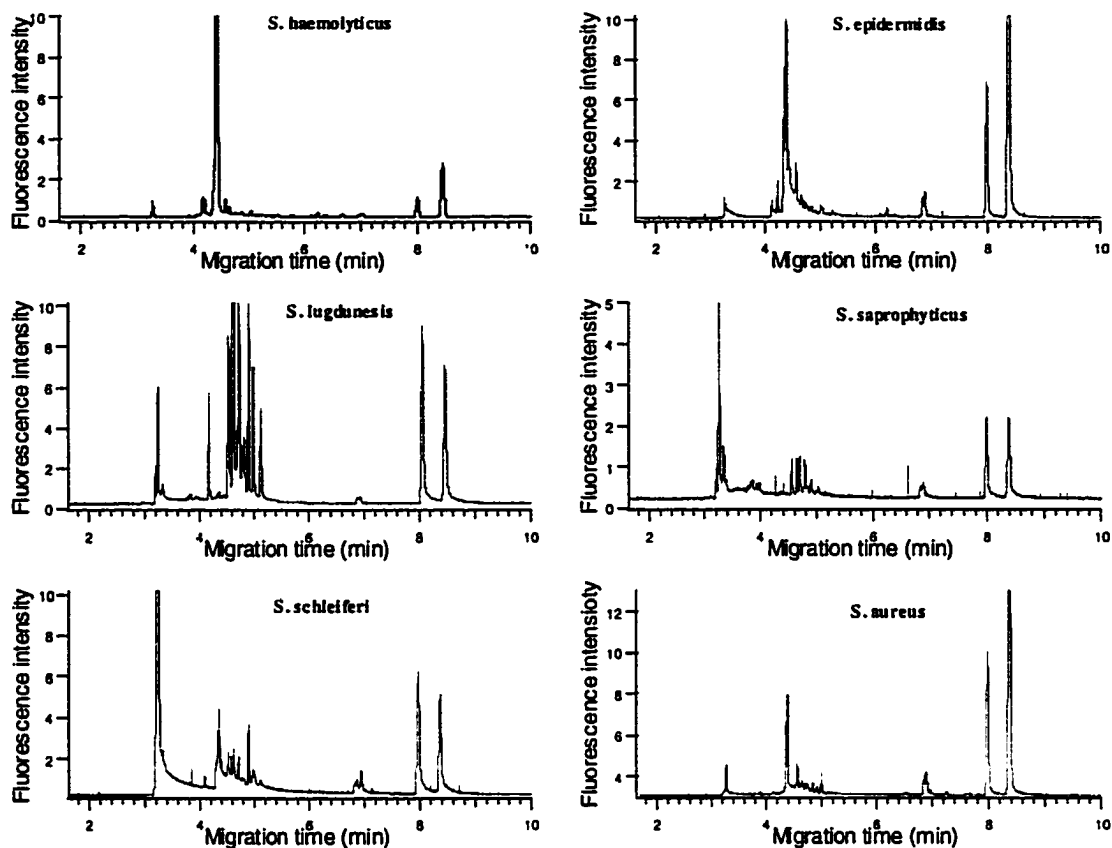 S.haemolyticus
Fluorescence intensity
10
8
6
4
2
0
2 4 6 8 10
Migration time (min)
S.epidermidis
Fluorescence intensity
10
8
6
4
2
2 4 6 8 10
Migration time (min)
S.lugdunesis
Fluorescence intensity
10
8
6
4
2
0
2 4 6 8 10
Migration time (min)
S.saprophyticus
Fluorescence intensity
5
4
3
2
1
0
2 4 6 8 10
Migration time (min)
S.schleiferi
Fluorescence intensity
10
8
6
4
2
2 4 6 8 10
Migration time (min)
S.aureus
Fluorescence intensioty
12
10
8
6
4
2 4 6 8 10
Migration time (min)